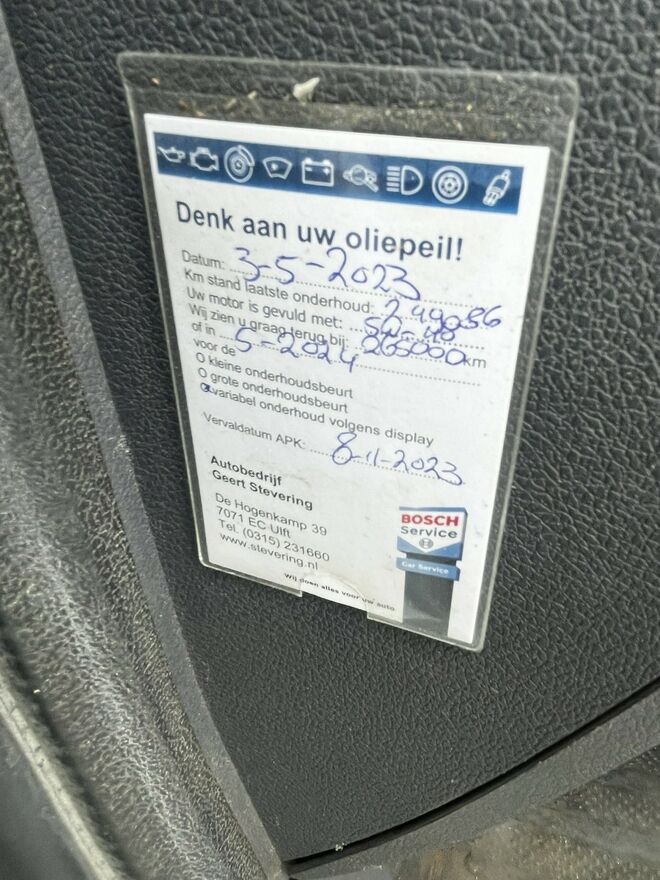 Denk aan uw oliepeil!
Datum: 3-5-2023
Km stand laatste onderhoud: 249086
Uw motor is gevuld met: 5W-40
Wij zien u graag terug bij: 265000 km
of in 5-2024
voor de
O kleine onderhoudsbeurt
O grote onderhoudsbeurt
O variabel onderhoud volgens display
Vervaldatum APK: 8-11-2023
Autobedrijf
Geert Stevering
De Hogenkamp 39
7071 EC Ulft
Tel. (0315) 231660
www.stevering.nl
BOSCH
Service
Car Service
Wij doen alles voor uw auto